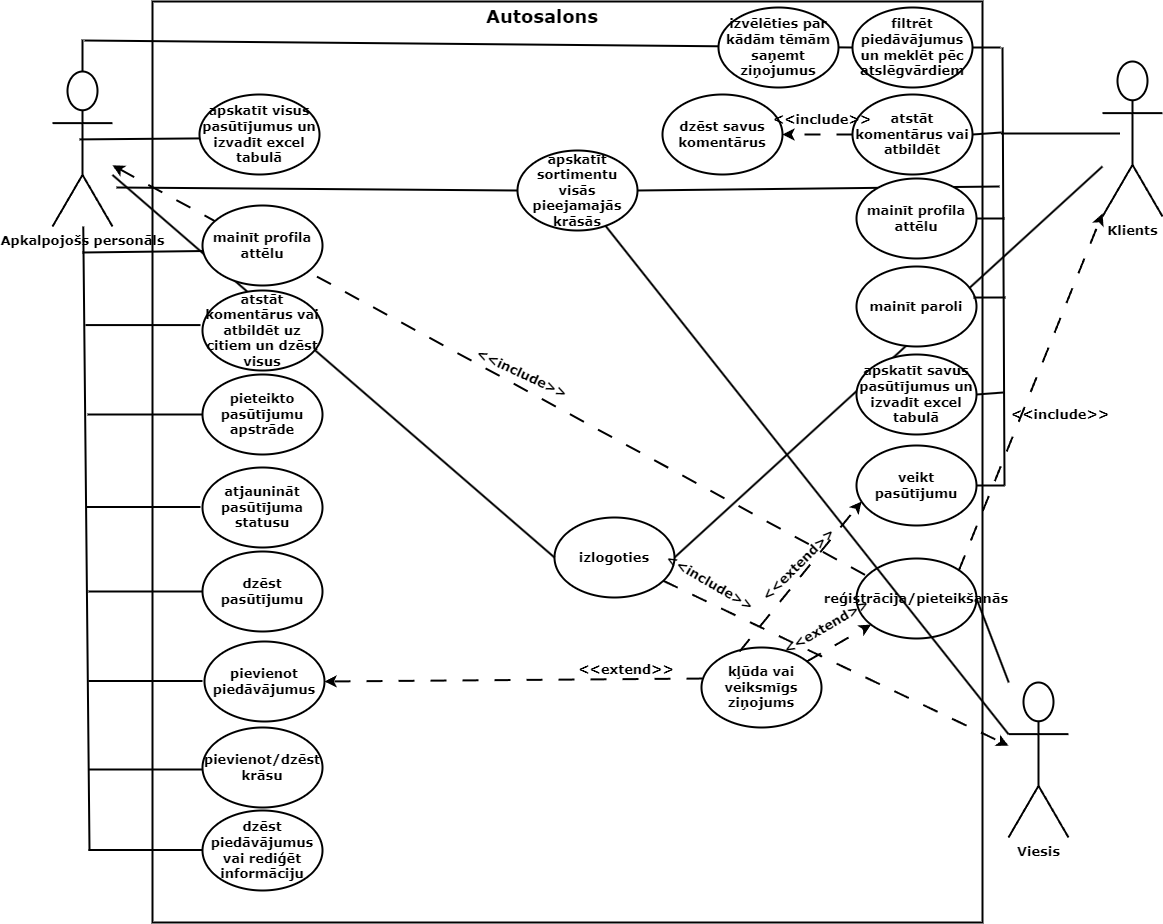 Autosalons
izvēlēties par
kādām tēmām
saņemt
ziņojumus
filtrēt
piedāvājumus
un meklēt pēc
atslēgvārdiem
apskatīt visus
pasūtījumus un
izvadīt excel
tabulā
dzēst savus
komentārus
<<include>>
atstāt
komentārus vai
atbildēt
apskatīt
sortimentu
visās
pieejamajās
krāsās
Apkalpojošs personāls
Klients
mainīt profila
attēlu
mainīt profila
attēlu
atstāt
komentārus vai
atbildēt uz
citiem un dzēst
visus
mainīt paroli
<<include>>
apskatīt savus
pasūtījumus un
izvadīt excel
tabulā
<<include>>
pieteikto
pasūtījumu
apstrāde
veikt
pasūtījumu
atjaunināt
pasūtījuma
statusu
izlogoties
<<include>>
<<extend>>
dzēst
pasūtījumu
reģistrācija/pieteikšanās
<<extend>>
pievienot
piedāvājumus
<<extend>>
kļūda vai
veiksmīgs
ziņojums
pievienot/dzēst
krāsu
dzēst
piedāvājumus
vai rediģēt
informāciju
Viesis